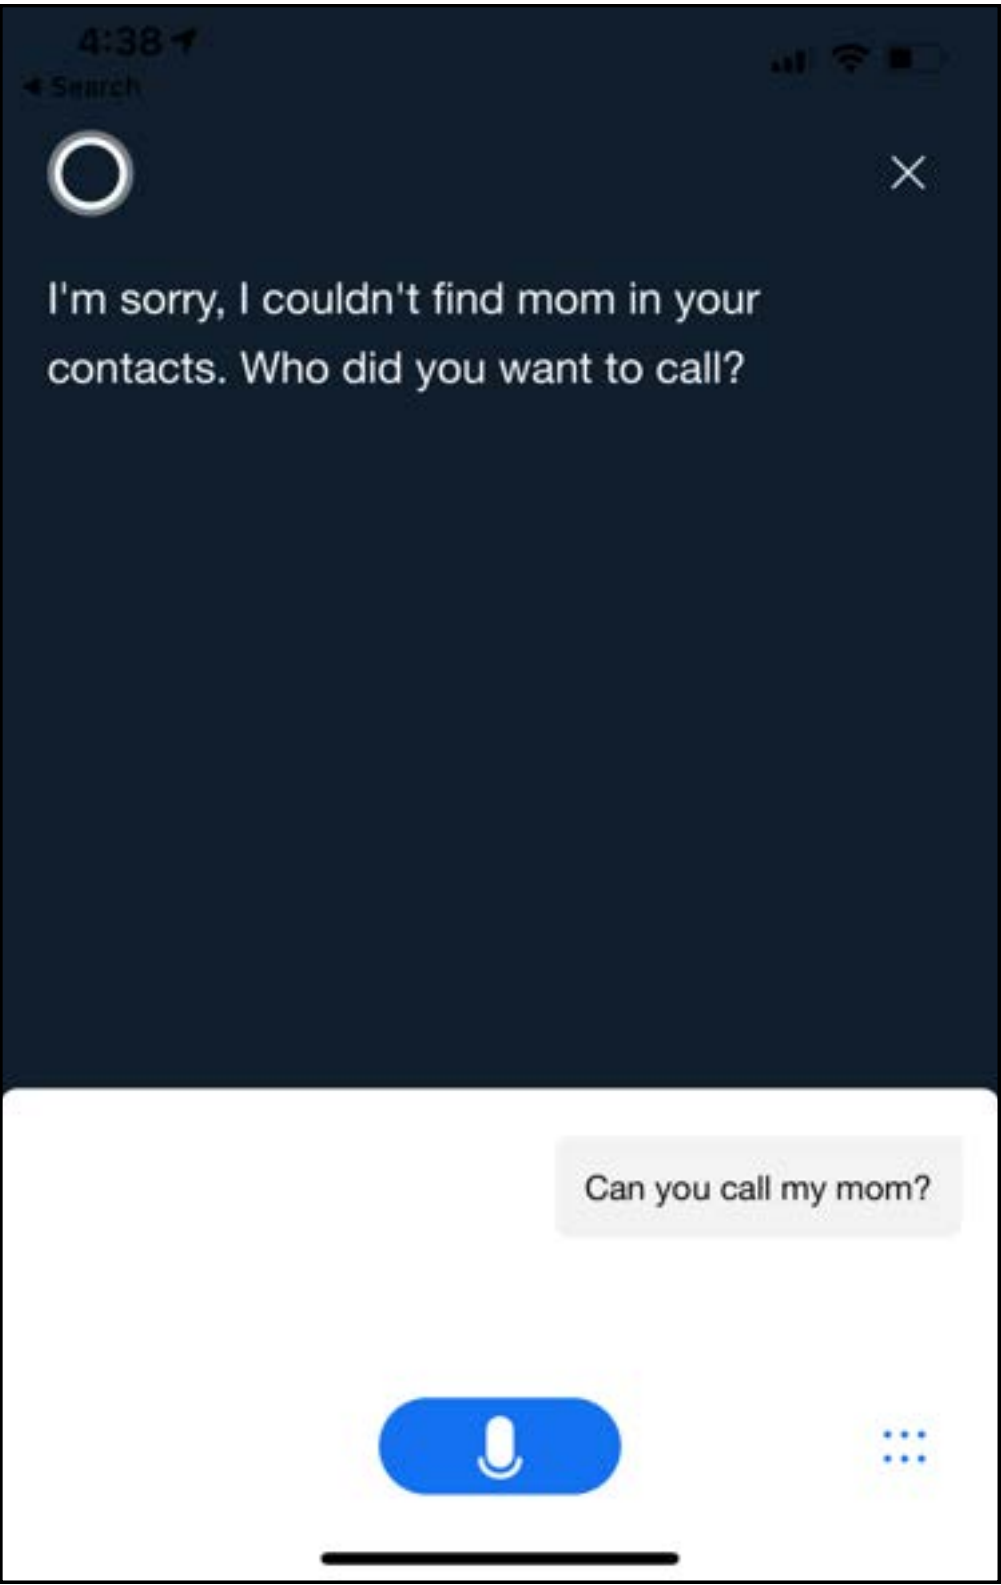 4:38
Search
I'm sorry, I couldn't find mom in your
contacts. Who did you want to call?
Can you call my mom?